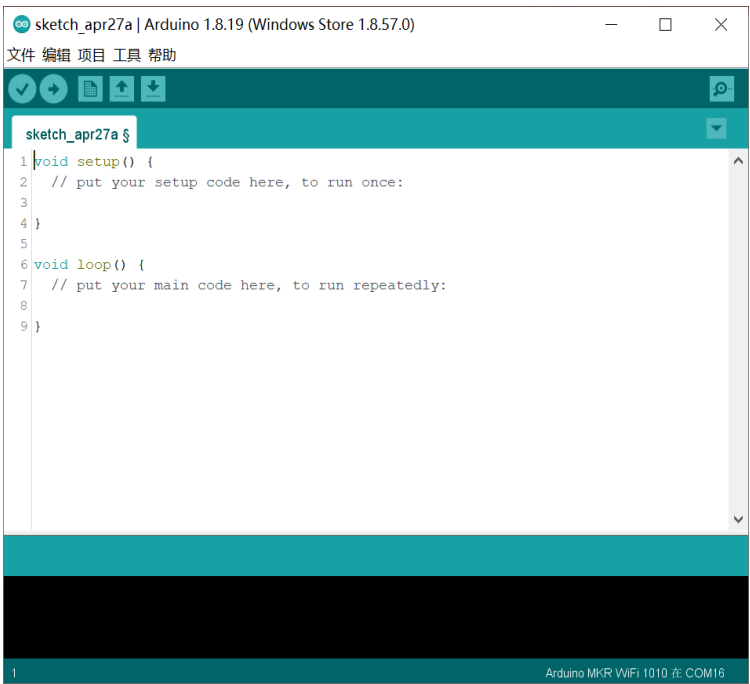 sketch_apr27a | Arduino 1.8.19 (Windows Store 1.8.57.0)
文件 编辑 项目 工具 帮助
sketch_apr27a §
1 void setup() {
2   // put your setup code here, to run once:
3
4 }
5
6 void loop() {
7   // put your main code here, to run repeatedly:
8
9 }
1 Arduino MKR WiFi 1010 在 COM16